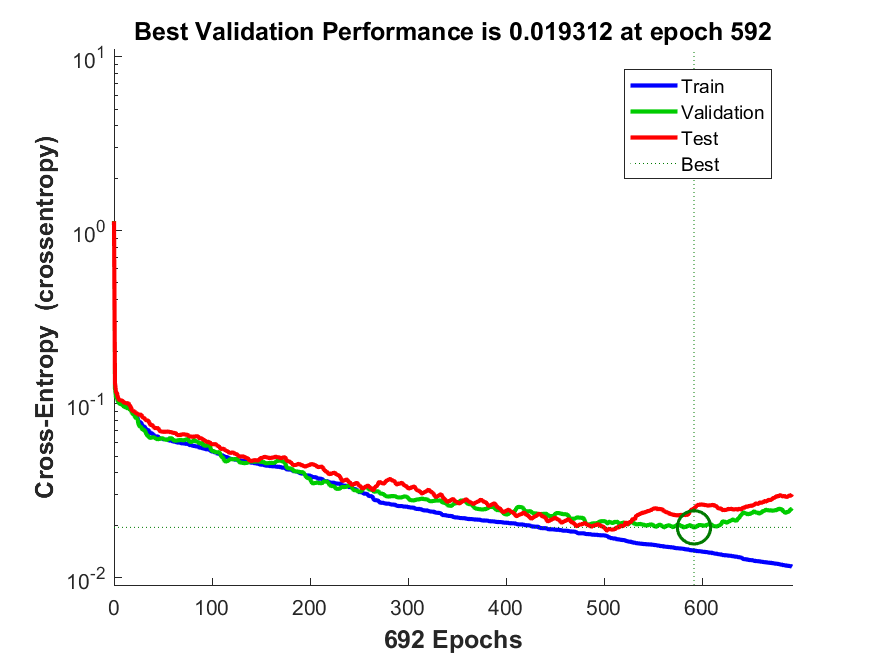 Best Validation Performance is 0.019312 at epoch 592
Cross-Entropy (crossentropy)
10^1
10^0
10^-1
10^-2
Train
Validation
Test
Best
0 100 200 300 400 500 600
692 Epochs